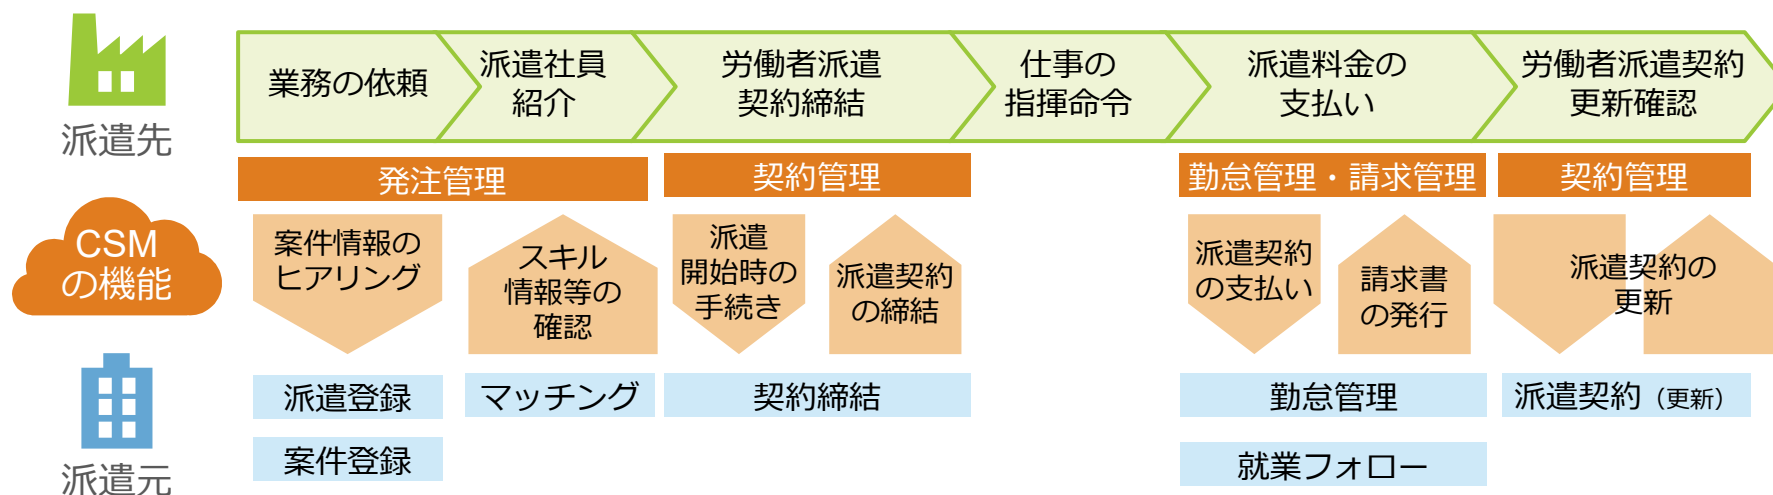 派遣先
業務の依頼
派遣社員
紹介
労働者派遣
契約締結
仕事の
指揮命令
派遣料金の
支払い
労働者派遣契約
更新確認
発注管理
契約管理
勤怠管理・請求管理
契約管理
CSM
の機能
案件情報の
ヒアリング
スキル
情報等の
確認
派遣
開始時の
手続き
派遣契約
の締結
派遣契約
の支払い
請求書
の発行
派遣契約の
更新
派遣元
派遣登録
マッチング
契約締結
勤怠管理
派遣契約（更新）
案件登録
就業フォロー